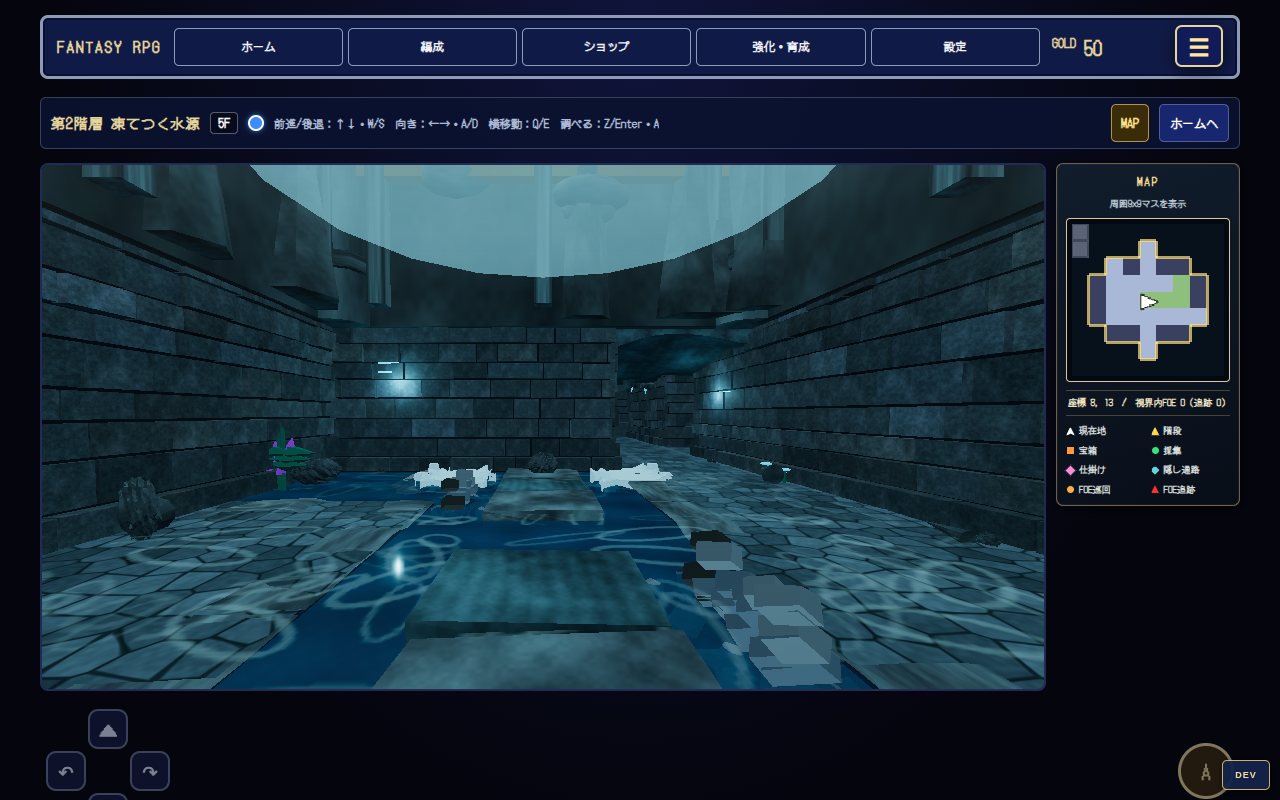 FANTASY RPG
ホーム
編成
ショップ
強化・育成
設定
GOLD 50
第2階層 凍てつく水源 5F 前進/後退：↑↓・W/S 向き：←→・A/D 横移動：Q/E 調べる：Z/Enter・A
MAP
ホームへ
MAP
周囲9x9マスを表示
座標 8, 13 / 視界内FOE 0 (追跡 0)
現在地 階段
宝箱 採集
仕掛け 隠し通路
FOE巡回 FOE追跡
A
DEV